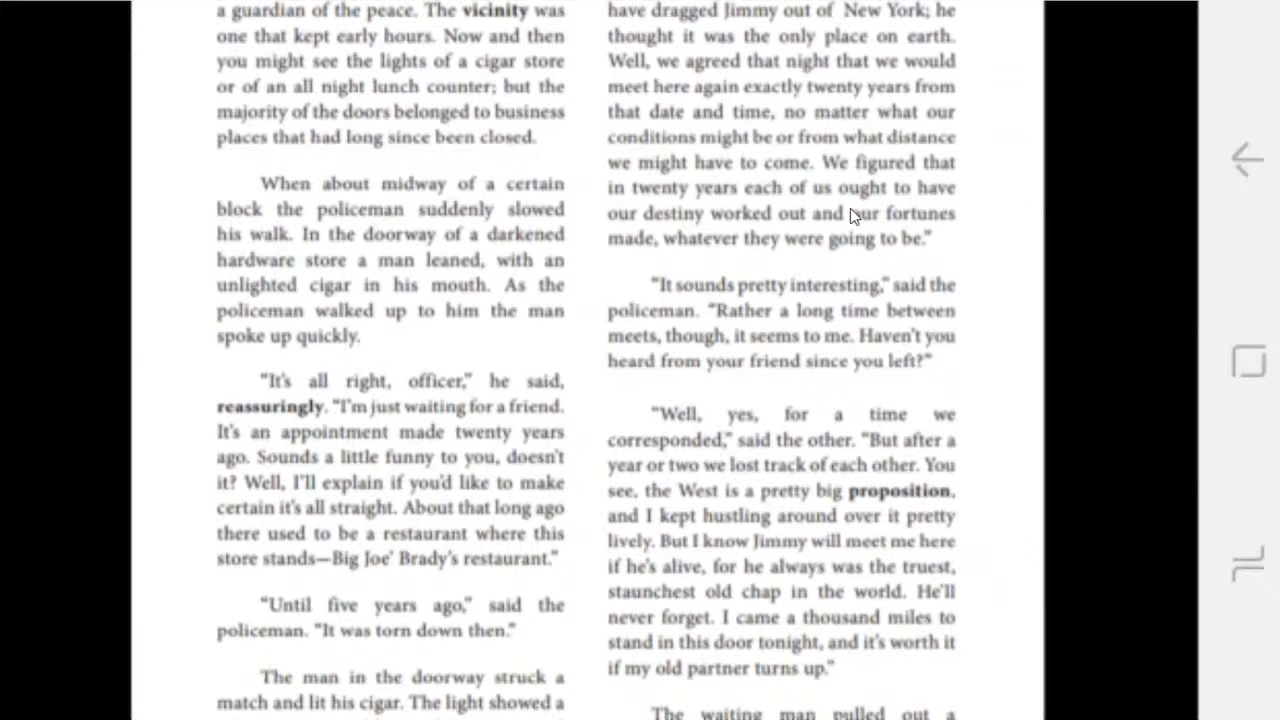 a guardian of the peace. The vicinity was
one that kept early hours. Now and then
you might see the lights of a cigar store
or of an all night lunch counter; but the
majority of the doors belonged to business
places that had long since been closed.
When about midway of a certain
block the policeman suddenly slowed
his walk. In the doorway of a darkened
hardware store a man leaned, with an
unlighted cigar in his mouth. As the
policeman walked up to him the man
spoke up quickly.
"It's all right, officer," he said,
reassuringly. "I'm just waiting for a friend.
It's an appointment made twenty years
ago. Sounds a little funny to you, doesn't
it? Well, I'll explain if you'd like to make
certain it's all straight. About that long ago
there used to be a restaurant where this
store stands—Big Joe' Brady's restaurant."
"Until five years ago," said the
policeman. "It was torn down then."
The man in the doorway struck a
match and lit his cigar. The light showed a
have dragged Jimmy out of New York; he
thought it was the only place on earth.
Well, we agreed that night that we would
meet here again exactly twenty years from
that date and time, no matter what our
conditions might be or from what distance
we might have to come. We figured that
in twenty years each of us ought to have
our destiny worked out and our fortunes
made, whatever they were going to be."
"It sounds pretty interesting," said the
policeman. "Rather a long time between
meets, though, it seems to me. Haven't you
heard from your friend since you left?"
"Well, yes, for a time we
corresponded," said the other. "But after a
year or two we lost track of each other. You
see, the West is a pretty big proposition,
and I kept hustling around over it pretty
lively. But I know Jimmy will meet me here
if he's alive, for he always was the truest,
staunchest old chap in the world. He'll
never forget. I came a thousand miles to
stand in this door tonight, and it's worth it
if my old partner turns up."
The waiting man pulled out a